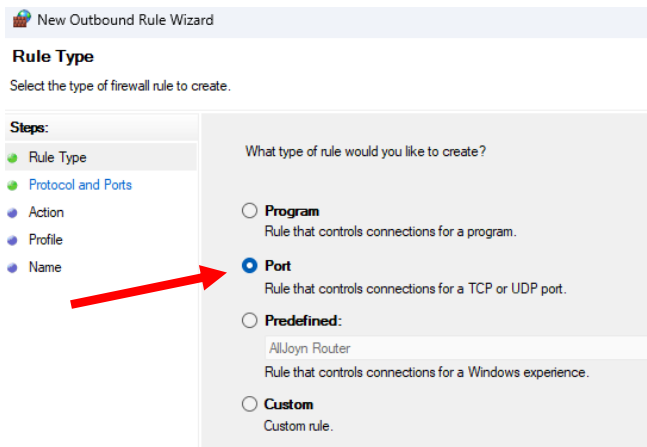 New Outbound Rule Wizard
Rule Type
Select the type of firewall rule to create.
Steps:
Rule Type
Protocol and Ports
Action
Profile
Name
What type of rule would you like to create?
Program
Rule that controls connections for a program.
Port
Rule that controls connections for a TCP or UDP port.
Predefined:
AllJoyn Router
Rule that controls connections for a Windows experience.
Custom
Custom rule.